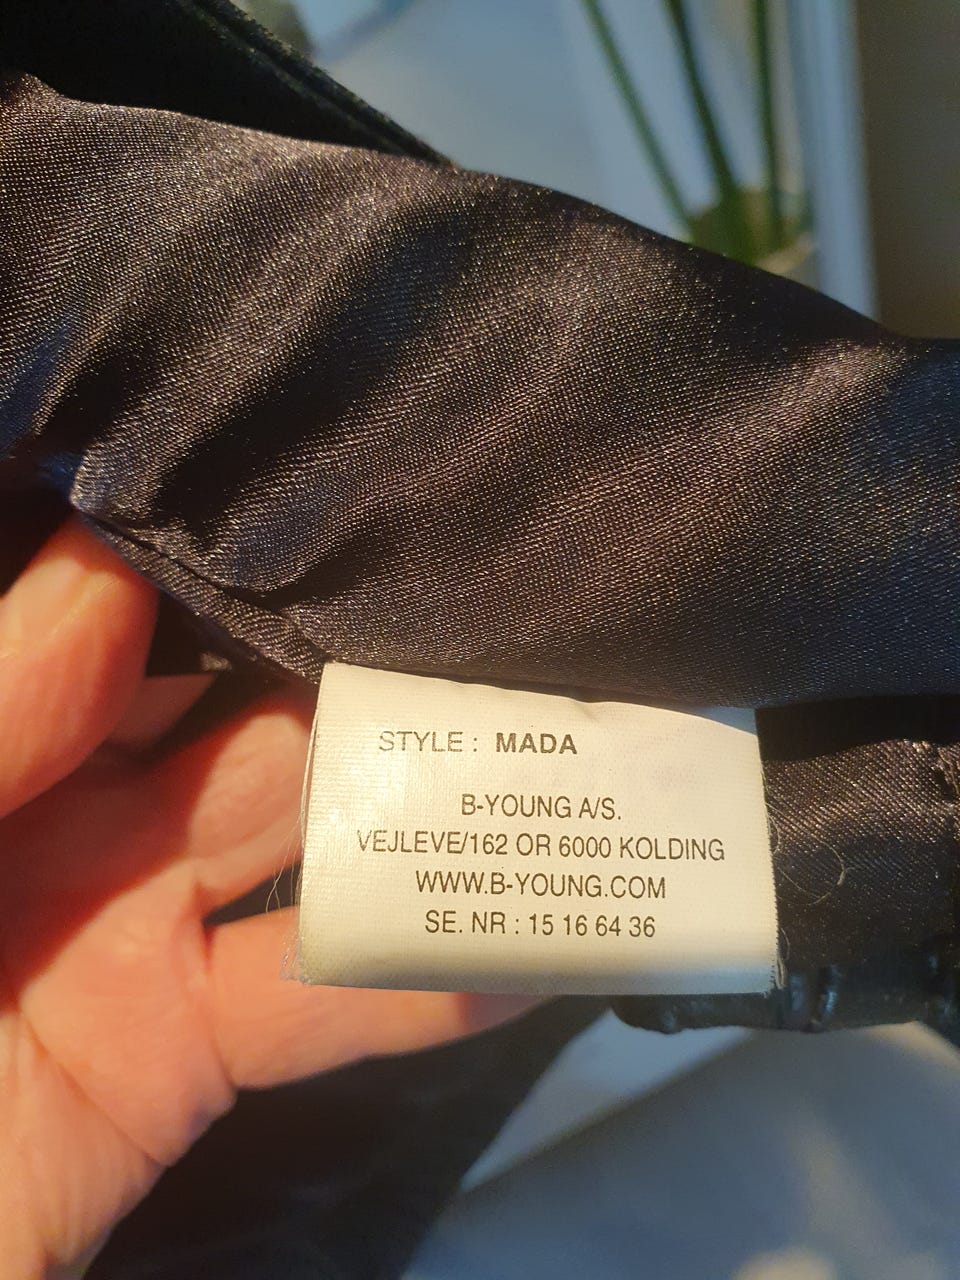 STYLE : MADA
B-YOUNG A/S.
VEJLEVE/162 OR 6000 KOLDING
WWW.B-YOUNG.COM
SE. NR : 15 16 64 36